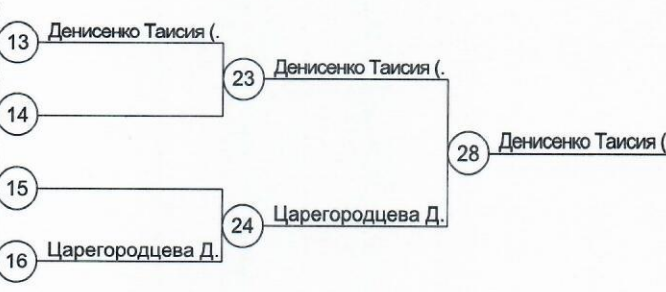 13 Денисенко Таисия (.
23 Денисенко Таисия (.
14
28 Денисенко Таисия (
15
24 Царегородцева Д.
16 Царегородцева Д.